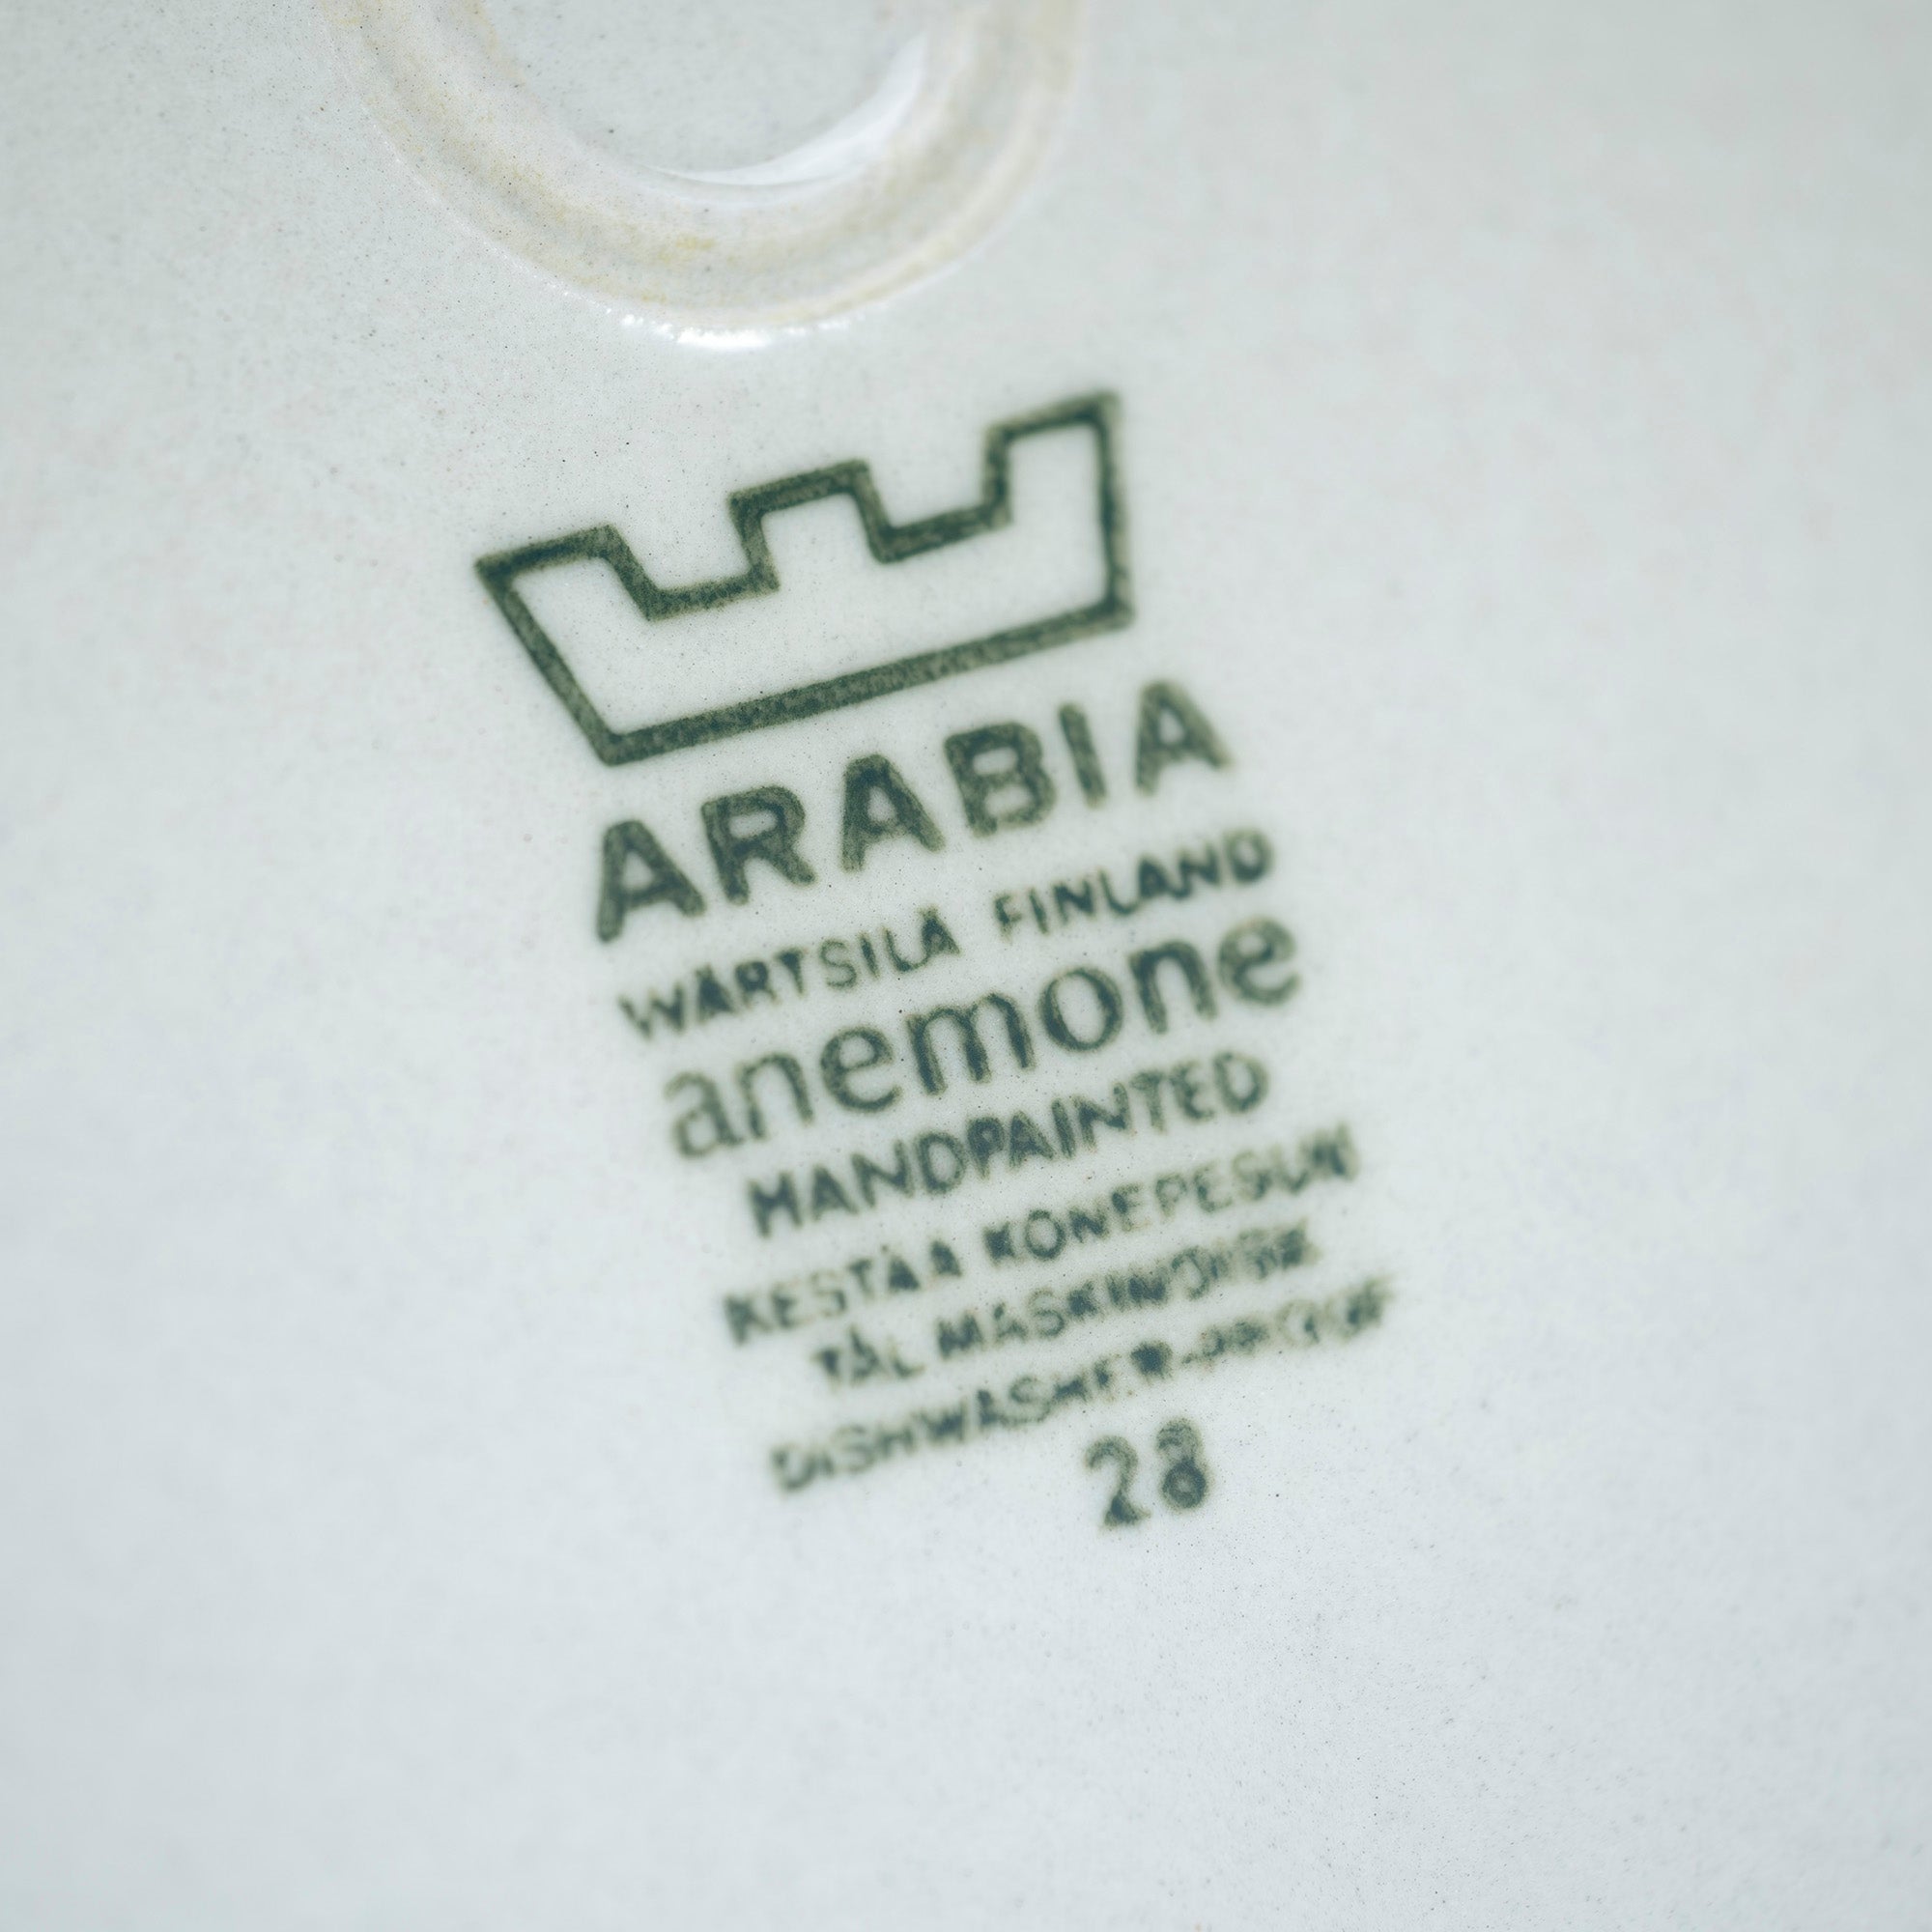 ARABIA
WÄRTSILÄ FINLAND
anemone
HANDPAINTED
KESTÄÄ KONEPESUN
TÅL MASKINDISK
DISHWASHER-PROOF
28